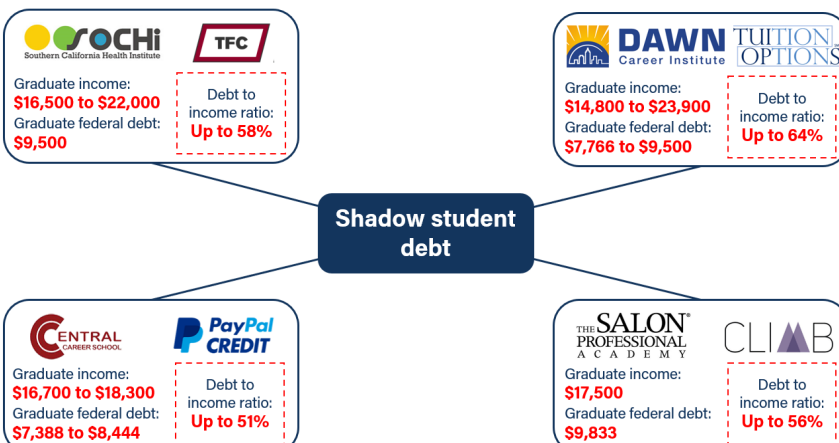 SOCHi
Southern California Health Institute
TFC
Graduate income:
$16,500 to $22,000
Graduate federal debt:
$9,500
Debt to
income ratio:
Up to 58%
DAWN
Career Institute
TUITION
OPTIONS
Graduate income:
$14,800 to $23,900
Graduate federal debt:
$7,766 to $9,500
Debt to
income ratio:
Up to 64%
Shadow student
debt
CENTRAL
CAREER SCHOOL
PayPal
CREDIT
Graduate income:
$16,700 to $18,300
Graduate federal debt:
$7,388 to $8,444
Debt to
income ratio:
Up to 51%
THE SALON®
PROFESSIONAL
ACADEMY
CLIMB
Graduate income:
$17,500
Graduate federal debt:
$9,833
Debt to
income ratio:
Up to 56%